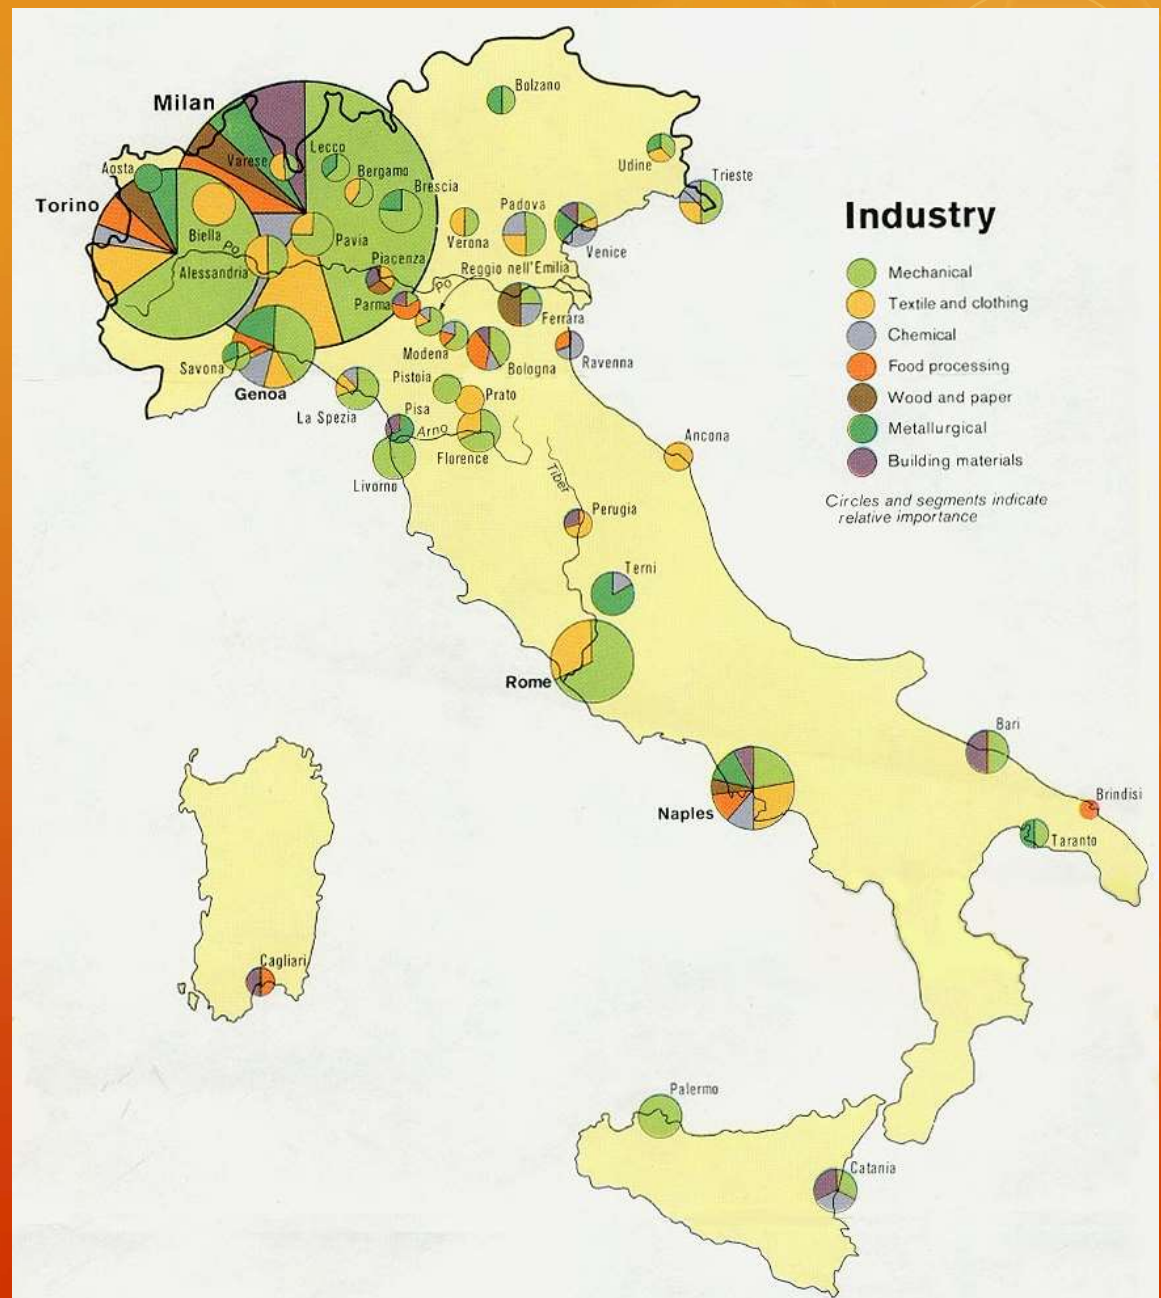 Bolzano
Milan
Udine
Lecco
Varese
Aosta
Bergamo
Trieste
Brescia
Torino
Padova
Industry
Biella
Pavia
Verona
Venice
Po
Alessandria
Piacenza
Reggio nell'Emilia
Mechanical
Po
Parma
Textile and clothing
Ferrara
Chemical
Modena
Ravenna
Savona
Bologna
Food processing
Pistoia
Genoa
Prato
Wood and paper
La Spezia
Pisa
Arno
Metallurgical
Ancona
Florence
Building materials
Livorno
Tiber
Circles and segments indicate
relative importance
Perugia
Terni
Rome
Bari
Brindisi
Naples
Taranto
Cagliari
Palermo
Catania